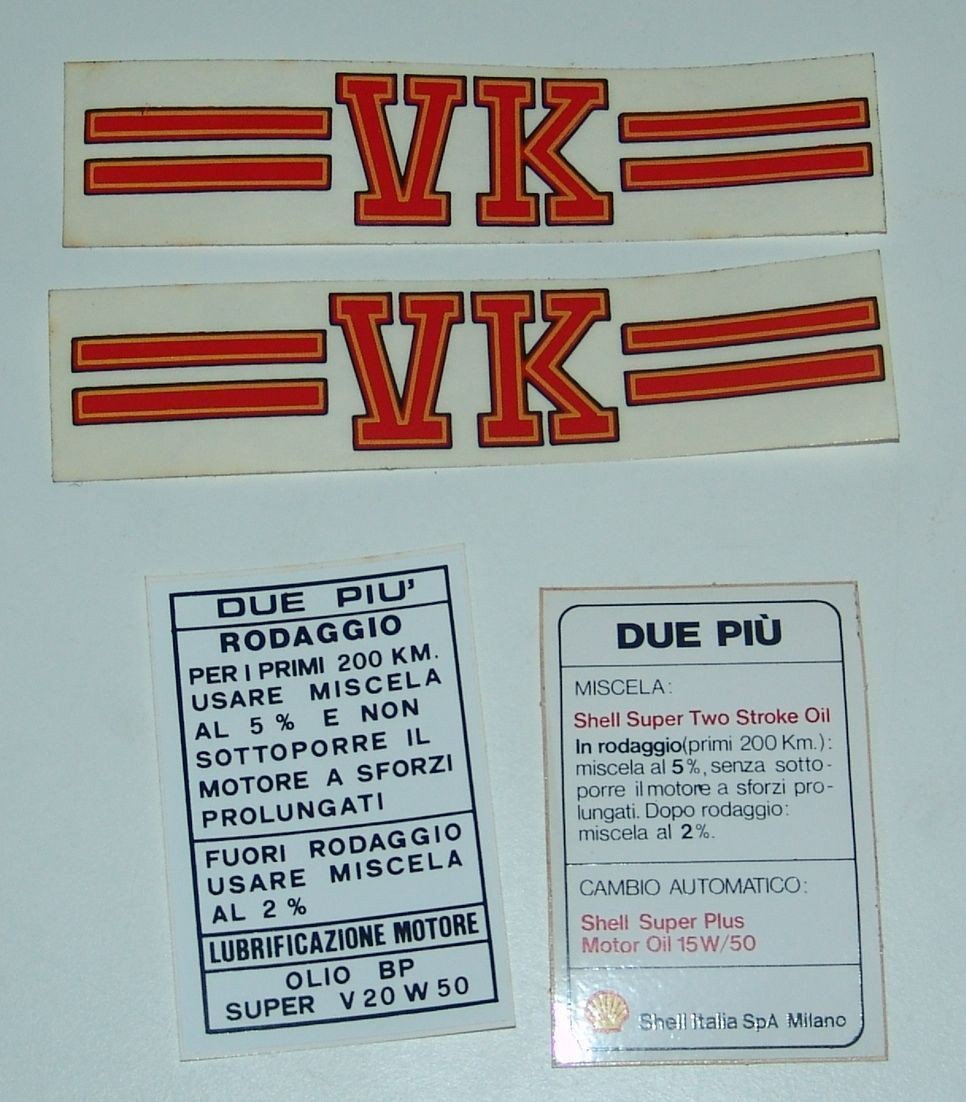 VK
VK
DUE PIU'
RODAGGIO
PER I PRIMI 200 KM.
USARE MISCELA
AL 5 % E NON
SOTTOPORRE IL
MOTORE A SFORZI
PROLUNGATI
FUORI RODAGGIO
USARE MISCELA
AL 2 %
LUBRIFICAZIONE MOTORE
OLIO BP
SUPER V 20 W 50
DUE PIÙ
MISCELA:
Shell Super Two Stroke Oil
In rodaggio(primi 200 Km.):
miscela al 5%, senza sotto-
porre il motore a sforzi pro-
lungati. Dopo rodaggio:
miscela al 2%.
CAMBIO AUTOMATICO:
Shell Super Plus
Motor Oil 15W/50
Shell Italia SpA Milano